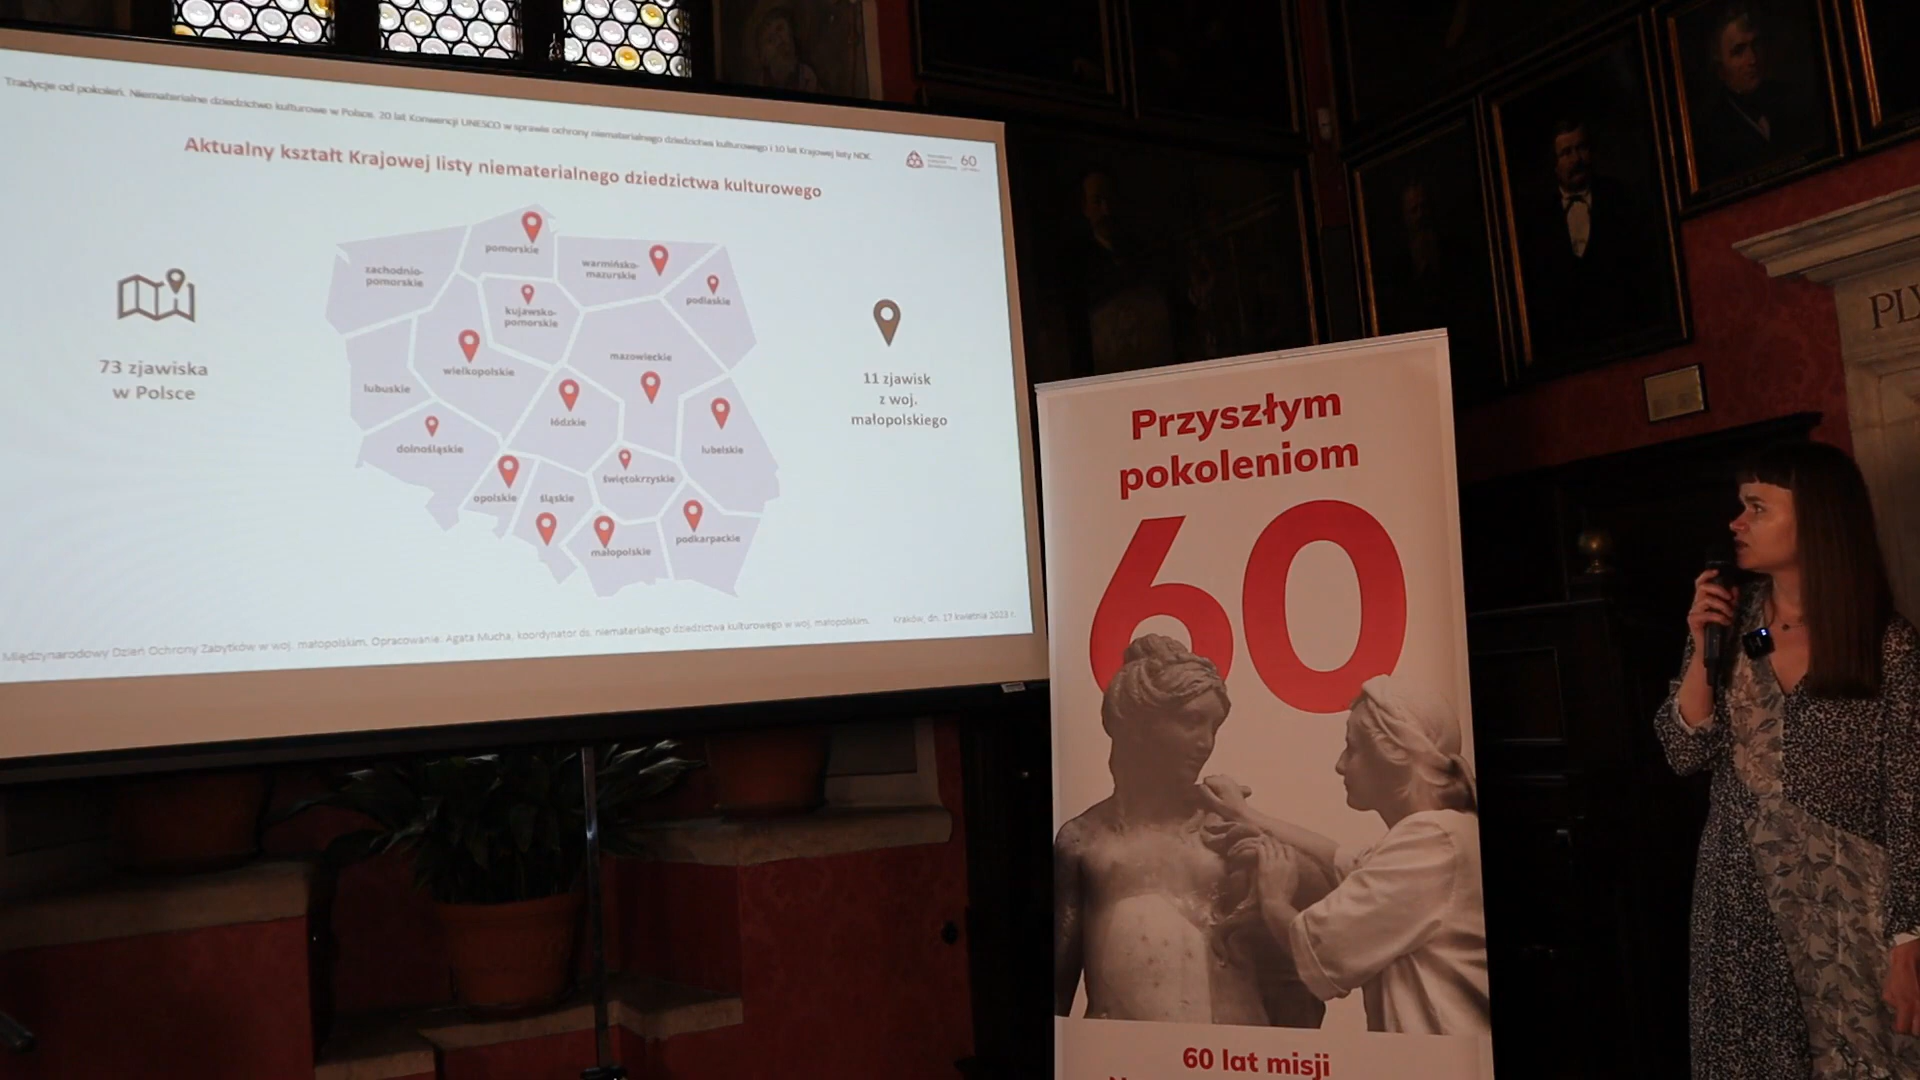 Tradycje od pokoleń. Niematerialne dziedzictwo kulturowe w Polsce. 20 lat Konwencji UNESCO w sprawie ochrony niematerialnego dziedzictwa kulturowego i 10 lat Krajowej listy NDK
60
Aktualny kształt Krajowej listy niematerialnego dziedzictwa kulturowego
pomorskie
zachodnio-
pomorskie
warmińsko-
mazurskie
podlaskie
kujawsko-
pomorskie
73 zjawiska
w Polsce
wielkopolskie
mazowieckie
lubuskie
11 zjawisk
z woj.
małopolskiego
łódzkie
dolnośląskie
lubelskie
świętokrzyskie
opolskie
śląskie
małopolskie
podkarpackie
Międzynarodowy Dzień Ochrony Zabytków w woj. małopolskim. Opracowanie: Agata Mucha, koordynator ds. niematerialnego dziedzictwa kulturowego w woj. małopolskim.
Kraków, dn. 17 kwietnia 2023 r.
Przyszłym
pokoleniom
60
60 lat misji
PLV